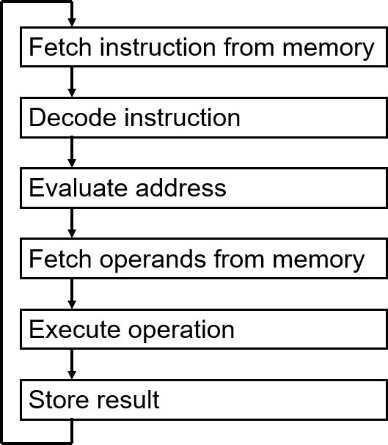 Fetch instruction from memory
Decode instruction
Evaluate address
Fetch operands from memory
Execute operation
Store result